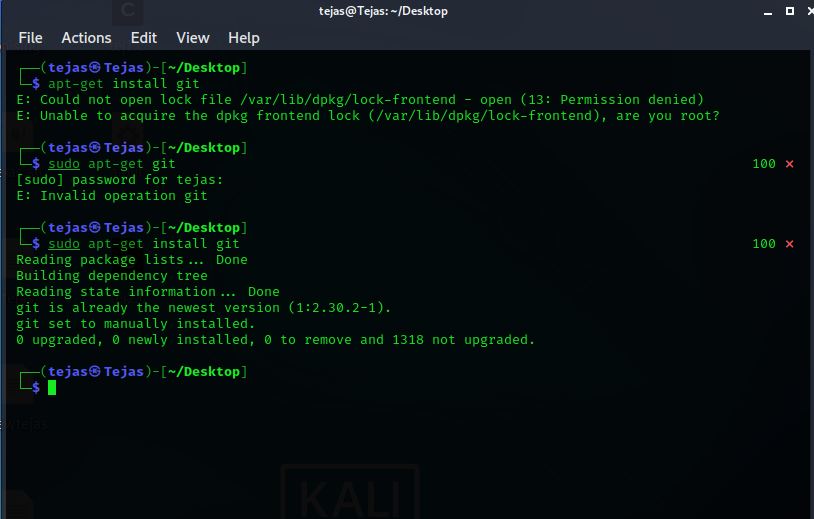 tejas@Tejas: ~/Desktop
File Actions Edit View Help
┌──(tejas㉿Tejas)-[~/Desktop]
└─$ apt-get install git
E: Could not open lock file /var/lib/dpkg/lock-frontend - open (13: Permission denied)
E: Unable to acquire the dpkg frontend lock (/var/lib/dpkg/lock-frontend), are you root?
┌──(tejas㉿Tejas)-[~/Desktop]
└─$ sudo apt-get git 100 ⨯
[sudo] password for tejas:
E: Invalid operation git
┌──(tejas㉿Tejas)-[~/Desktop]
└─$ sudo apt-get install git 100 ⨯
Reading package lists... Done
Building dependency tree
Reading state information... Done
git is already the newest version (1:2.30.2-1).
git set to manually installed.
0 upgraded, 0 newly installed, 0 to remove and 1318 not upgraded.
┌──(tejas㉿Tejas)-[~/Desktop]
└─$
KALI